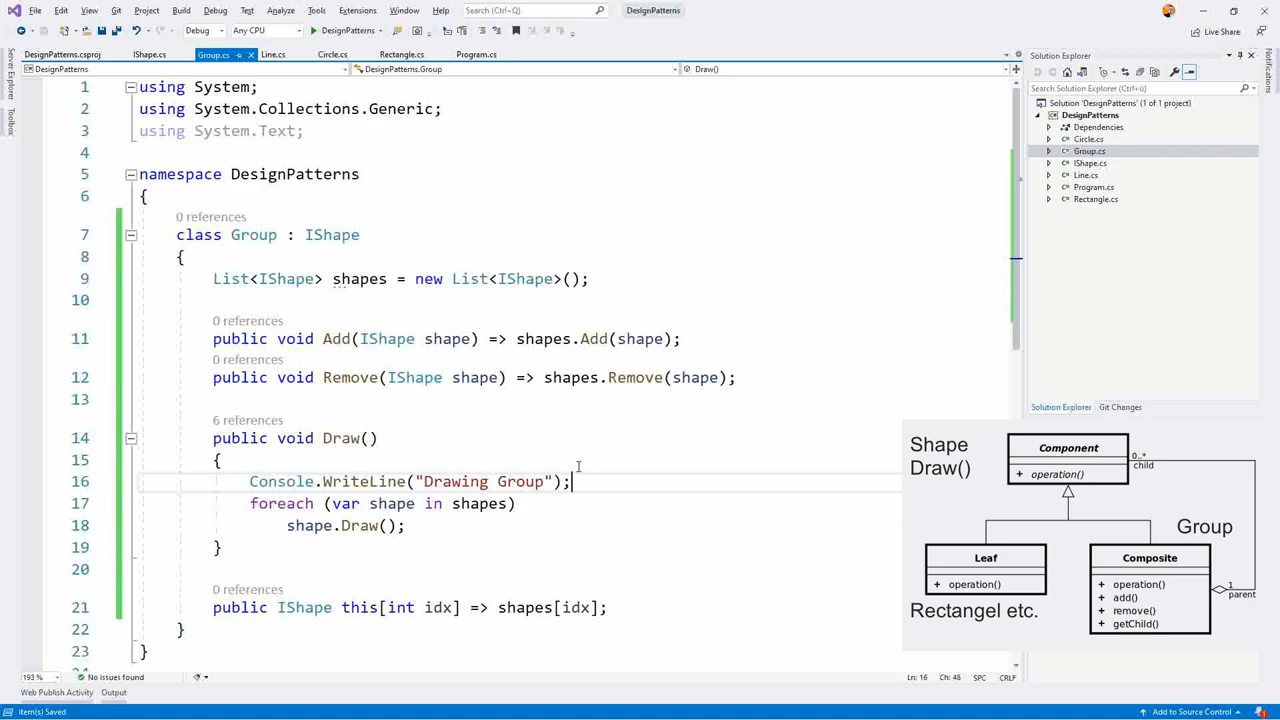 File Edit View Git Project Build Debug Test Analyze Tools Extensions Window Help Search (Ctrl+Q) DesignPatterns
Debug Any CPU DesignPatterns Live Share
DesignPatterns.csproj IShape.cs Group.cs Line.cs Circle.cs Rectangle.cs Program.cs
DesignPatterns DesignPatterns.Group Draw()
Server Explorer
Toolbox
1 using System;
2 using System.Collections.Generic;
3 using System.Text;
4
5 namespace DesignPatterns
6 {
0 references
7 class Group : IShape
8 {
9 List<IShape> shapes = new List<IShape>();
10
0 references
11 public void Add(IShape shape) => shapes.Add(shape);
0 references
12 public void Remove(IShape shape) => shapes.Remove(shape);
13
6 references
14 public void Draw()
15 {
16 Console.WriteLine("Drawing Group");
17 foreach (var shape in shapes)
18 shape.Draw();
19 }
20
0 references
21 public IShape this[int idx] => shapes[idx];
22 }
23 }
Solution Explorer
Search Solution Explorer (Ctrl+ü)
Solution 'DesignPatterns' (1 of 1 project)
DesignPatterns
Dependencies
Circle.cs
Group.cs
IShape.cs
Line.cs
Program.cs
Rectangle.cs
Notifications
Solution Explorer Git Changes
Shape
Draw()
Component
+ operation()
0..*
child
Group
Leaf
+ operation()
Rectangel etc.
Composite
+ operation()
+ add()
+ remove()
+ getChild()
1
parent
193 % No issues found Ln: 16 Ch: 48 SPC CRLF
Web Publish Activity Output
Item(s) Saved Add to Source Control